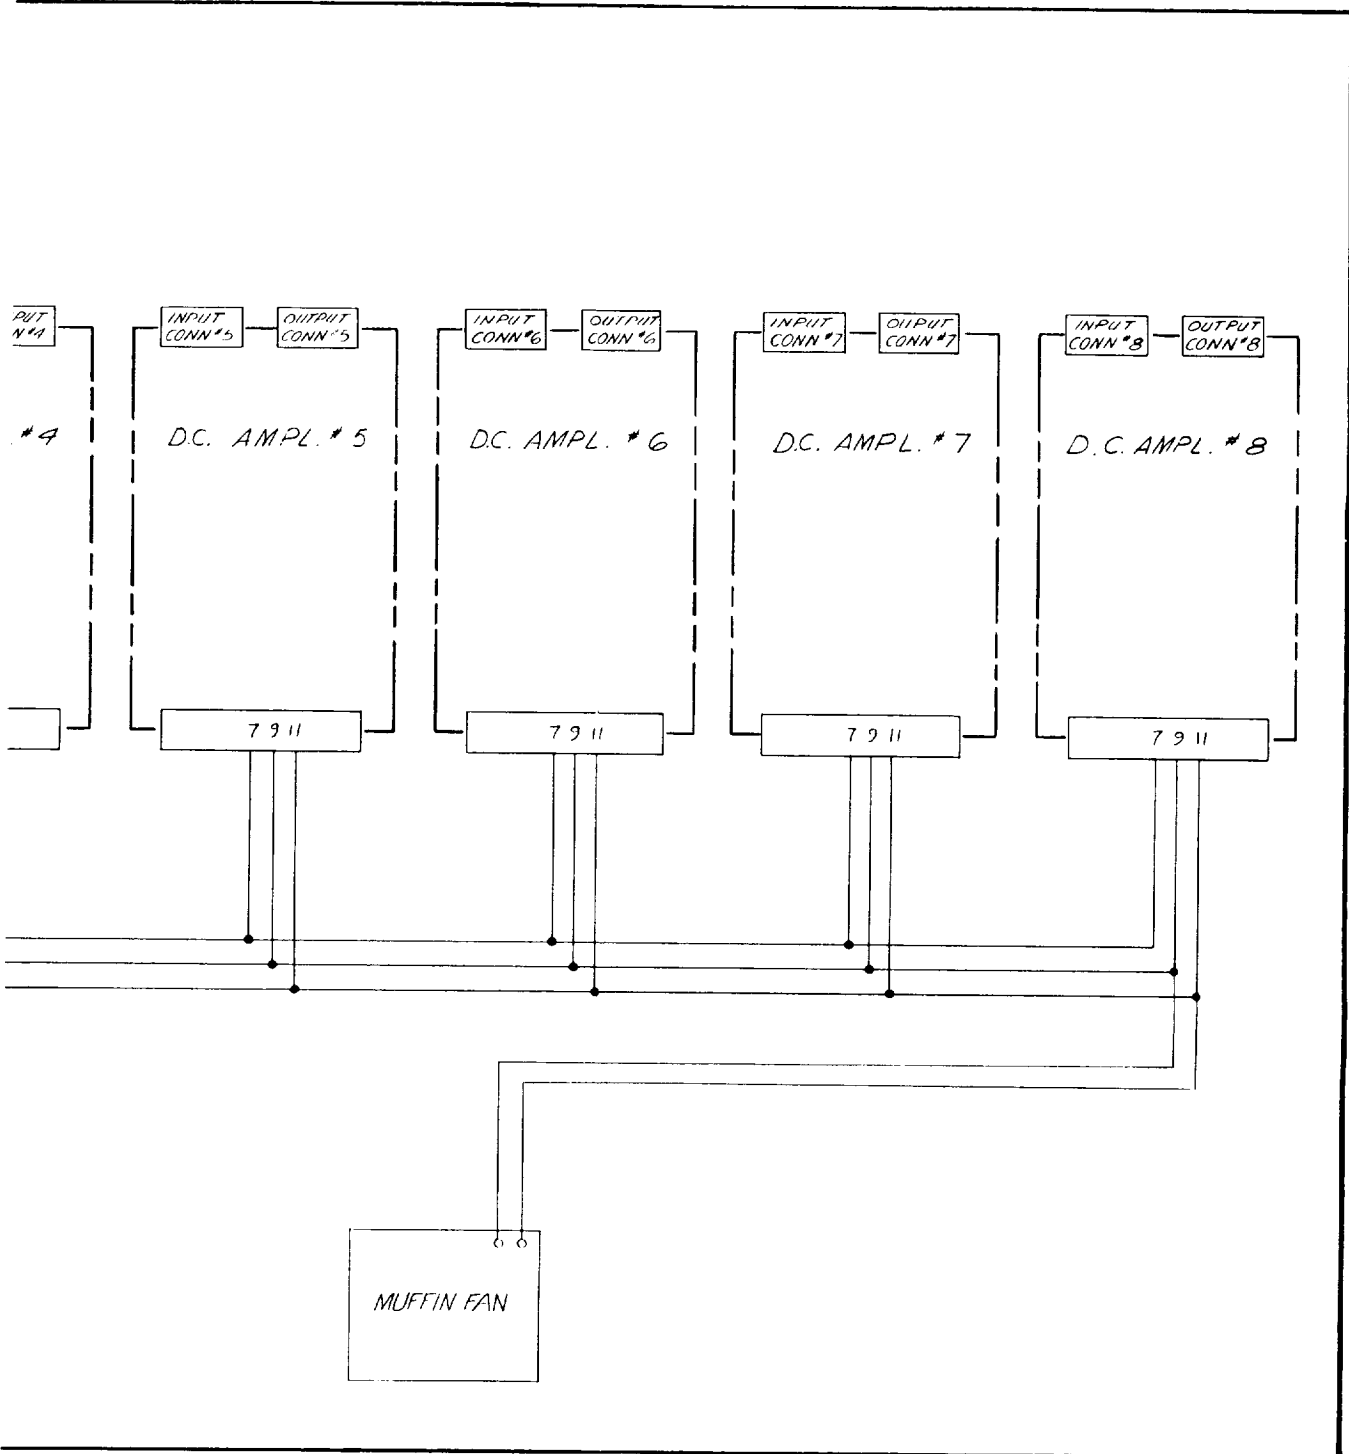 PUT
N#4
INPUT
CONN#5
OUTPUT
CONN#5
INPUT
CONN#6
OUTPUT
CONN #6
INPUT
CONN #7
OUTPUT
CONN#7
INPUT
CONN #8
OUTPUT
CONN#8
. #4
D.C. AMPL. # 5
D.C. AMPL. # 6
D.C. AMPL. # 7
D.C. AMPL. # 8
7 9 11
7 9 11
7 9 11
7 9 11
MUFFIN FAN